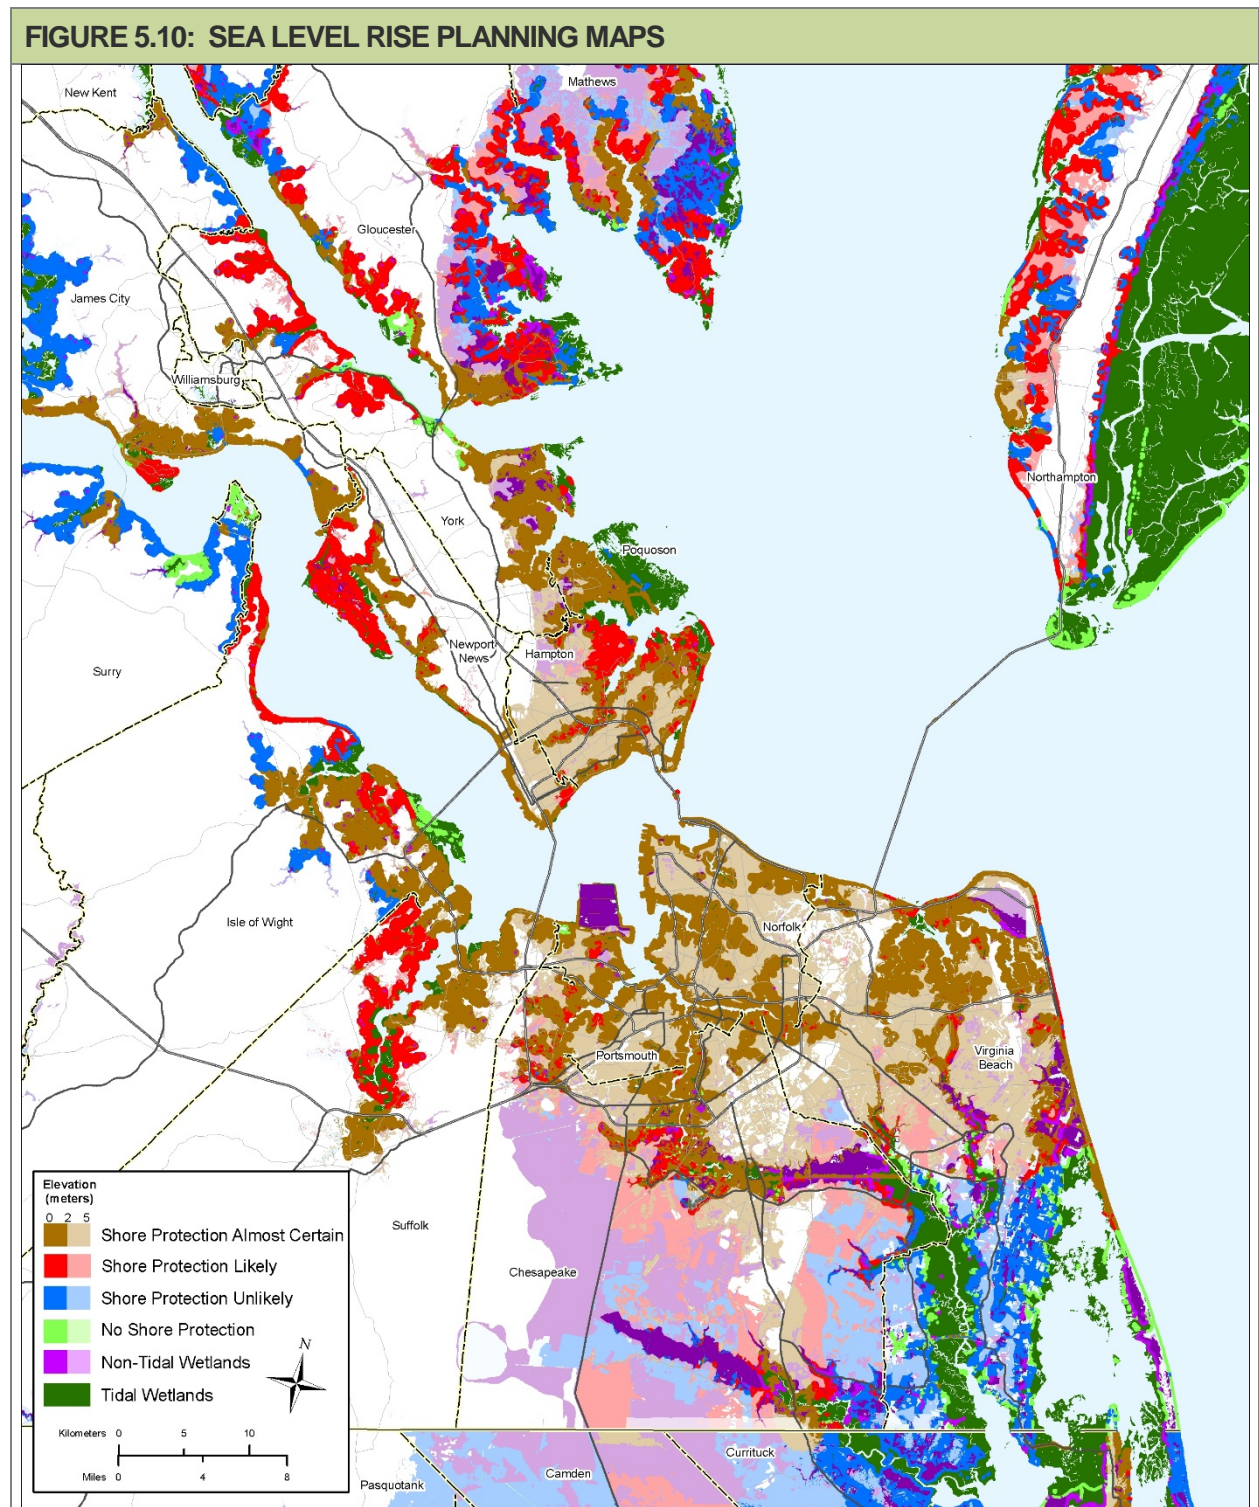 FIGURE 5.10: SEA LEVEL RISE PLANNING MAPS
New Kent
Mathews
Gloucester
James City
Williamsburg
Northampton
York
Poquoson
Newport
News
Hampton
Surry
Isle of Wight
Norfolk
Portsmouth
Virginia
Beach
Suffolk
Chesapeake
Currituck
Camden
Pasquotank
Elevation
(meters)
0 2 5
Shore Protection Almost Certain
Shore Protection Likely
Shore Protection Unlikely
No Shore Protection
Non-Tidal Wetlands
Tidal Wetlands
N
Kilometers 0 5 10
Miles 0 4 8